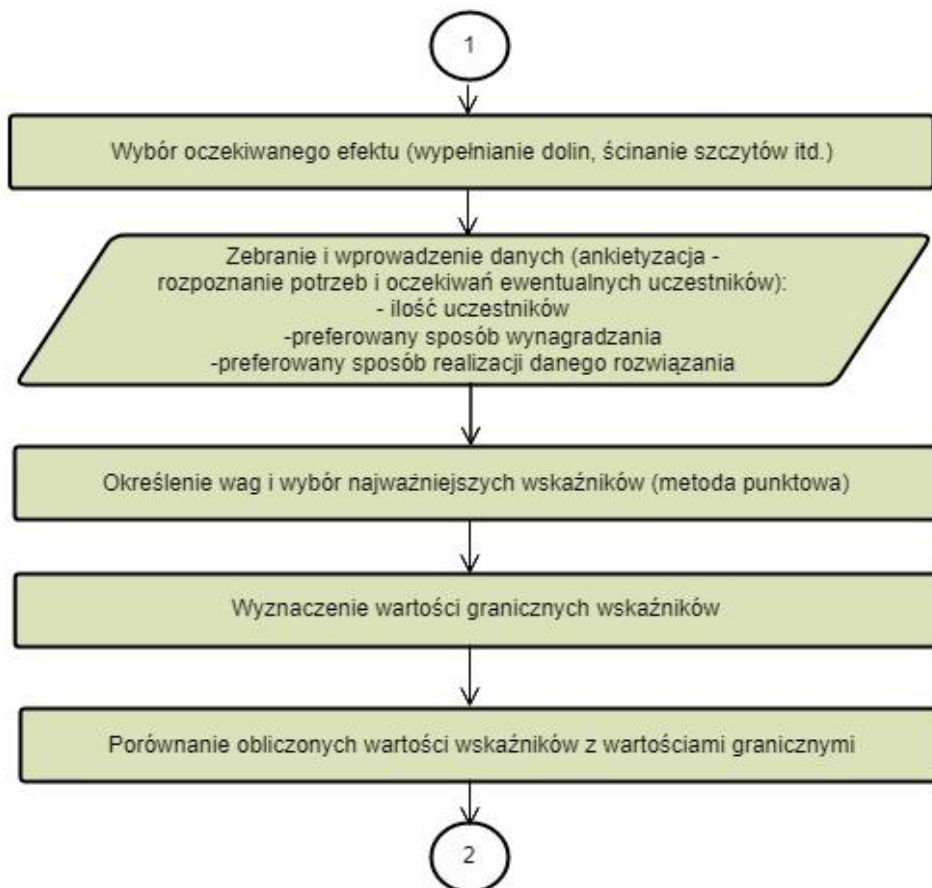 1
Wybór oczekiwanego efektu (wypełnianie dolin, ścinanie szczytów itd.)
Zebranie i wprowadzenie danych (ankietyzacja -
rozpoznanie potrzeb i oczekiwań ewentualnych uczestników):
- ilość uczestników
-preferowany sposób wynagradzania
-preferowany sposób realizacji danego rozwiązania
Określenie wag i wybór najważniejszych wskaźników (metoda punktowa)
Wyznaczenie wartości granicznych wskaźników
Porównanie obliczonych wartości wskaźników z wartościami granicznymi
2